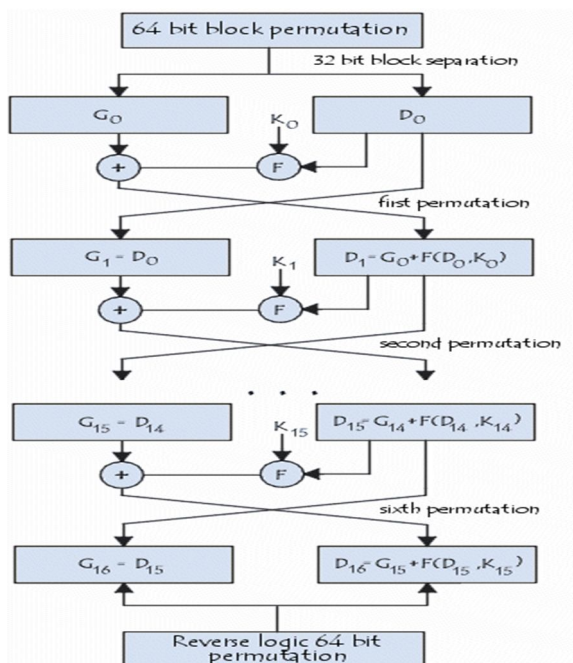 64 bit block permutation
32 bit block separation
G0
K0
D0
+
F
first permutation
G1 = D0
K1
D1=G0+F(D0,K0)
+
F
second permutation
. . .
G15 = D14
K15
D15=G14+F(D14,K14)
+
F
sixth permutation
G16 = D15
D16=G15+F(D15,K15)
Reverse logic 64 bit
permutation